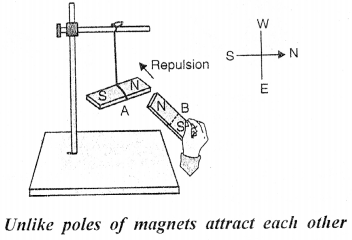 W
S N
E
Repulsion
S N
A
N B
S
Unlike poles of magnets attract each other